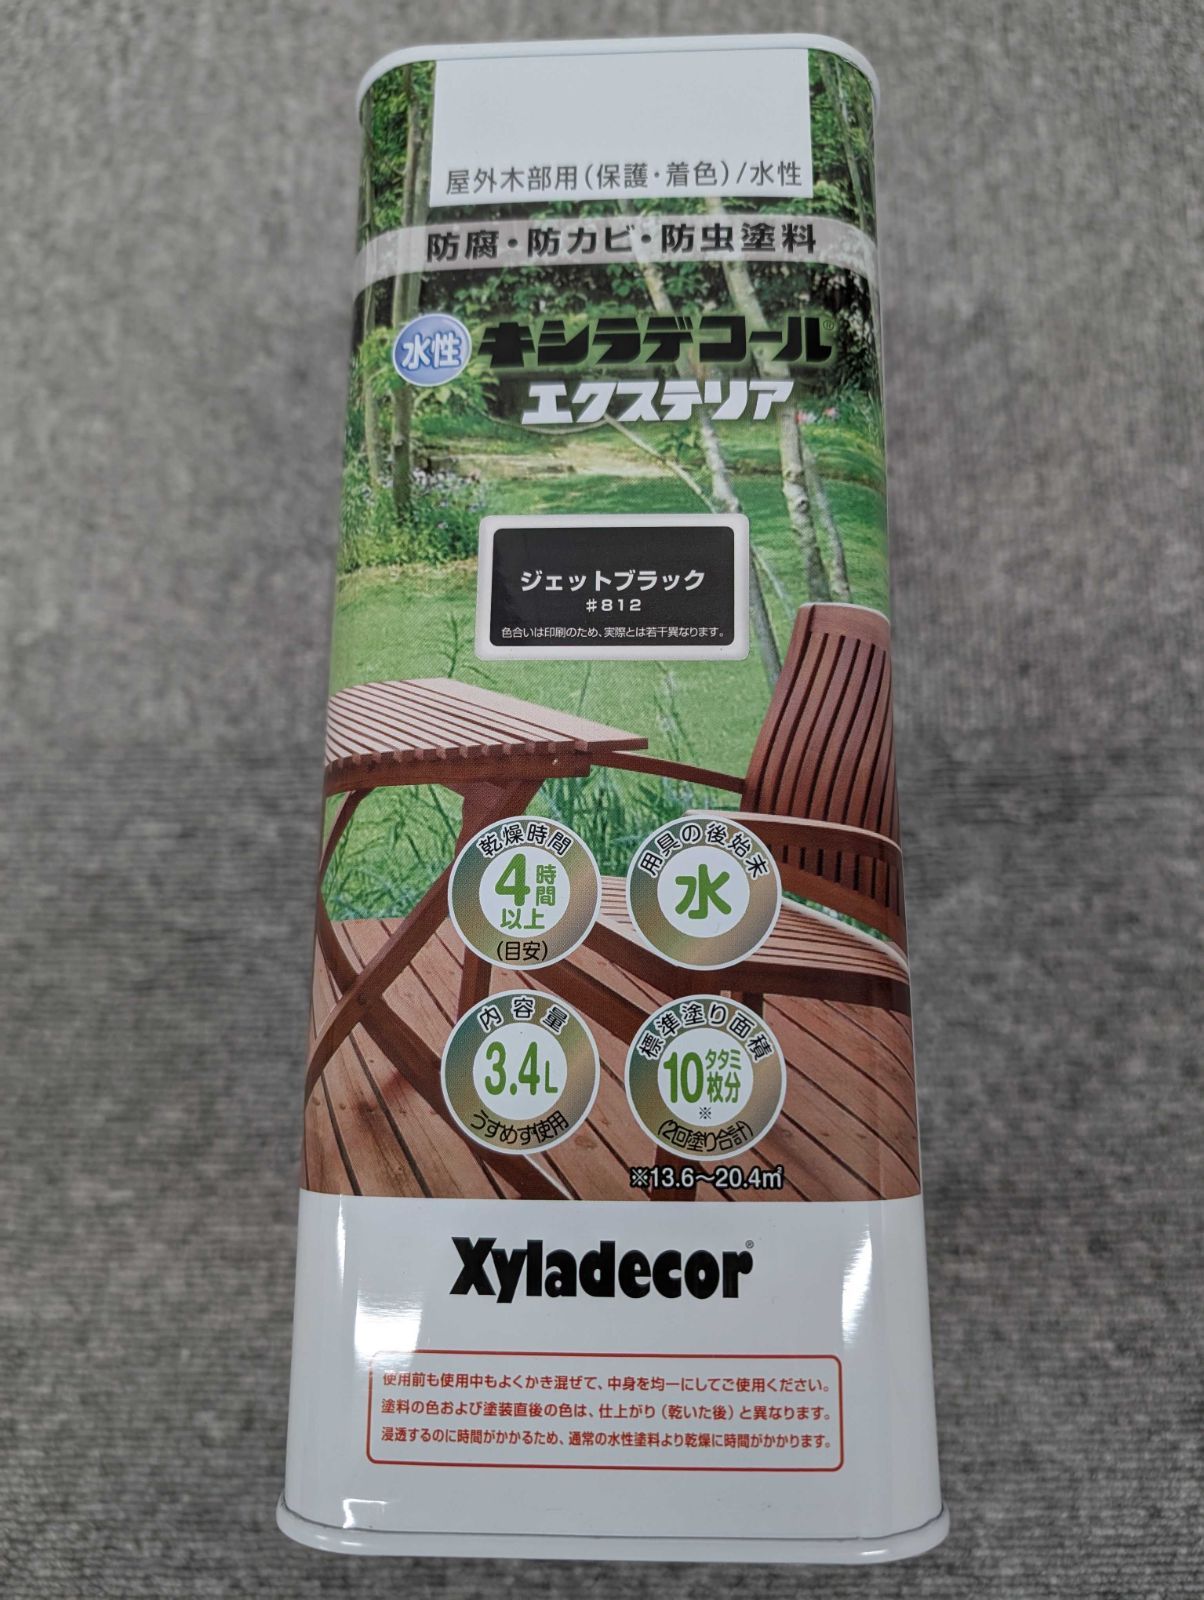 屋外木部用(保護・着色)/水性
防腐・防カビ・防虫塗料
水性 キシラデコール®
エクステリア
ジェットブラック
#812
色合いは印刷のため、実際とは若干異なります。
乾燥時間
4時間
以上
(目安)
用具の後始末
水
内容量
3.4L
うすめず使用
標準塗り面積
10タタミ
枚分
※
(2回塗り合計)
※13.6〜20.4㎡
Xyladecor®
使用前も使用中もよくかき混ぜて、中身を均一にしてご使用ください。
塗料の色および塗装直後の色は、仕上がり(乾いた後)と異なります。
浸透するのに時間がかかるため、通常の水性塗料より乾燥に時間がかかります。